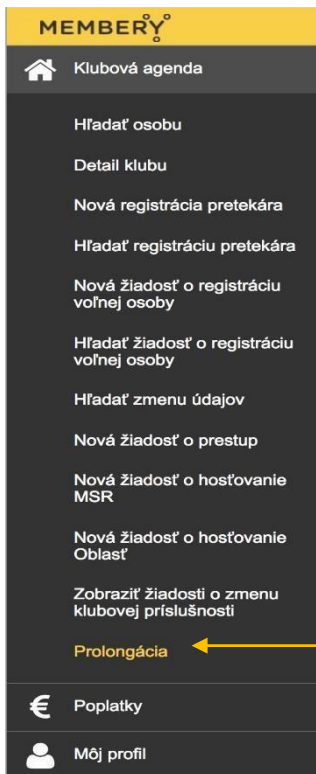 MEMBERY
Klubová agenda
Hľadať osobu
Detail klubu
Nová registrácia pretekára
Hľadať registráciu pretekára
Nová žiadosť o registráciu
voľnej osoby
Hľadať žiadosť o registráciu
voľnej osoby
Hľadať zmenu údajov
Nová žiadosť o prestup
Nová žiadosť o hosťovanie
MSR
Nová žiadosť o hosťovanie
Oblasť
Zobraziť žiadosti o zmenu
klubovej príslušnosti
Prolongácia
€ Poplatky
Môj profil